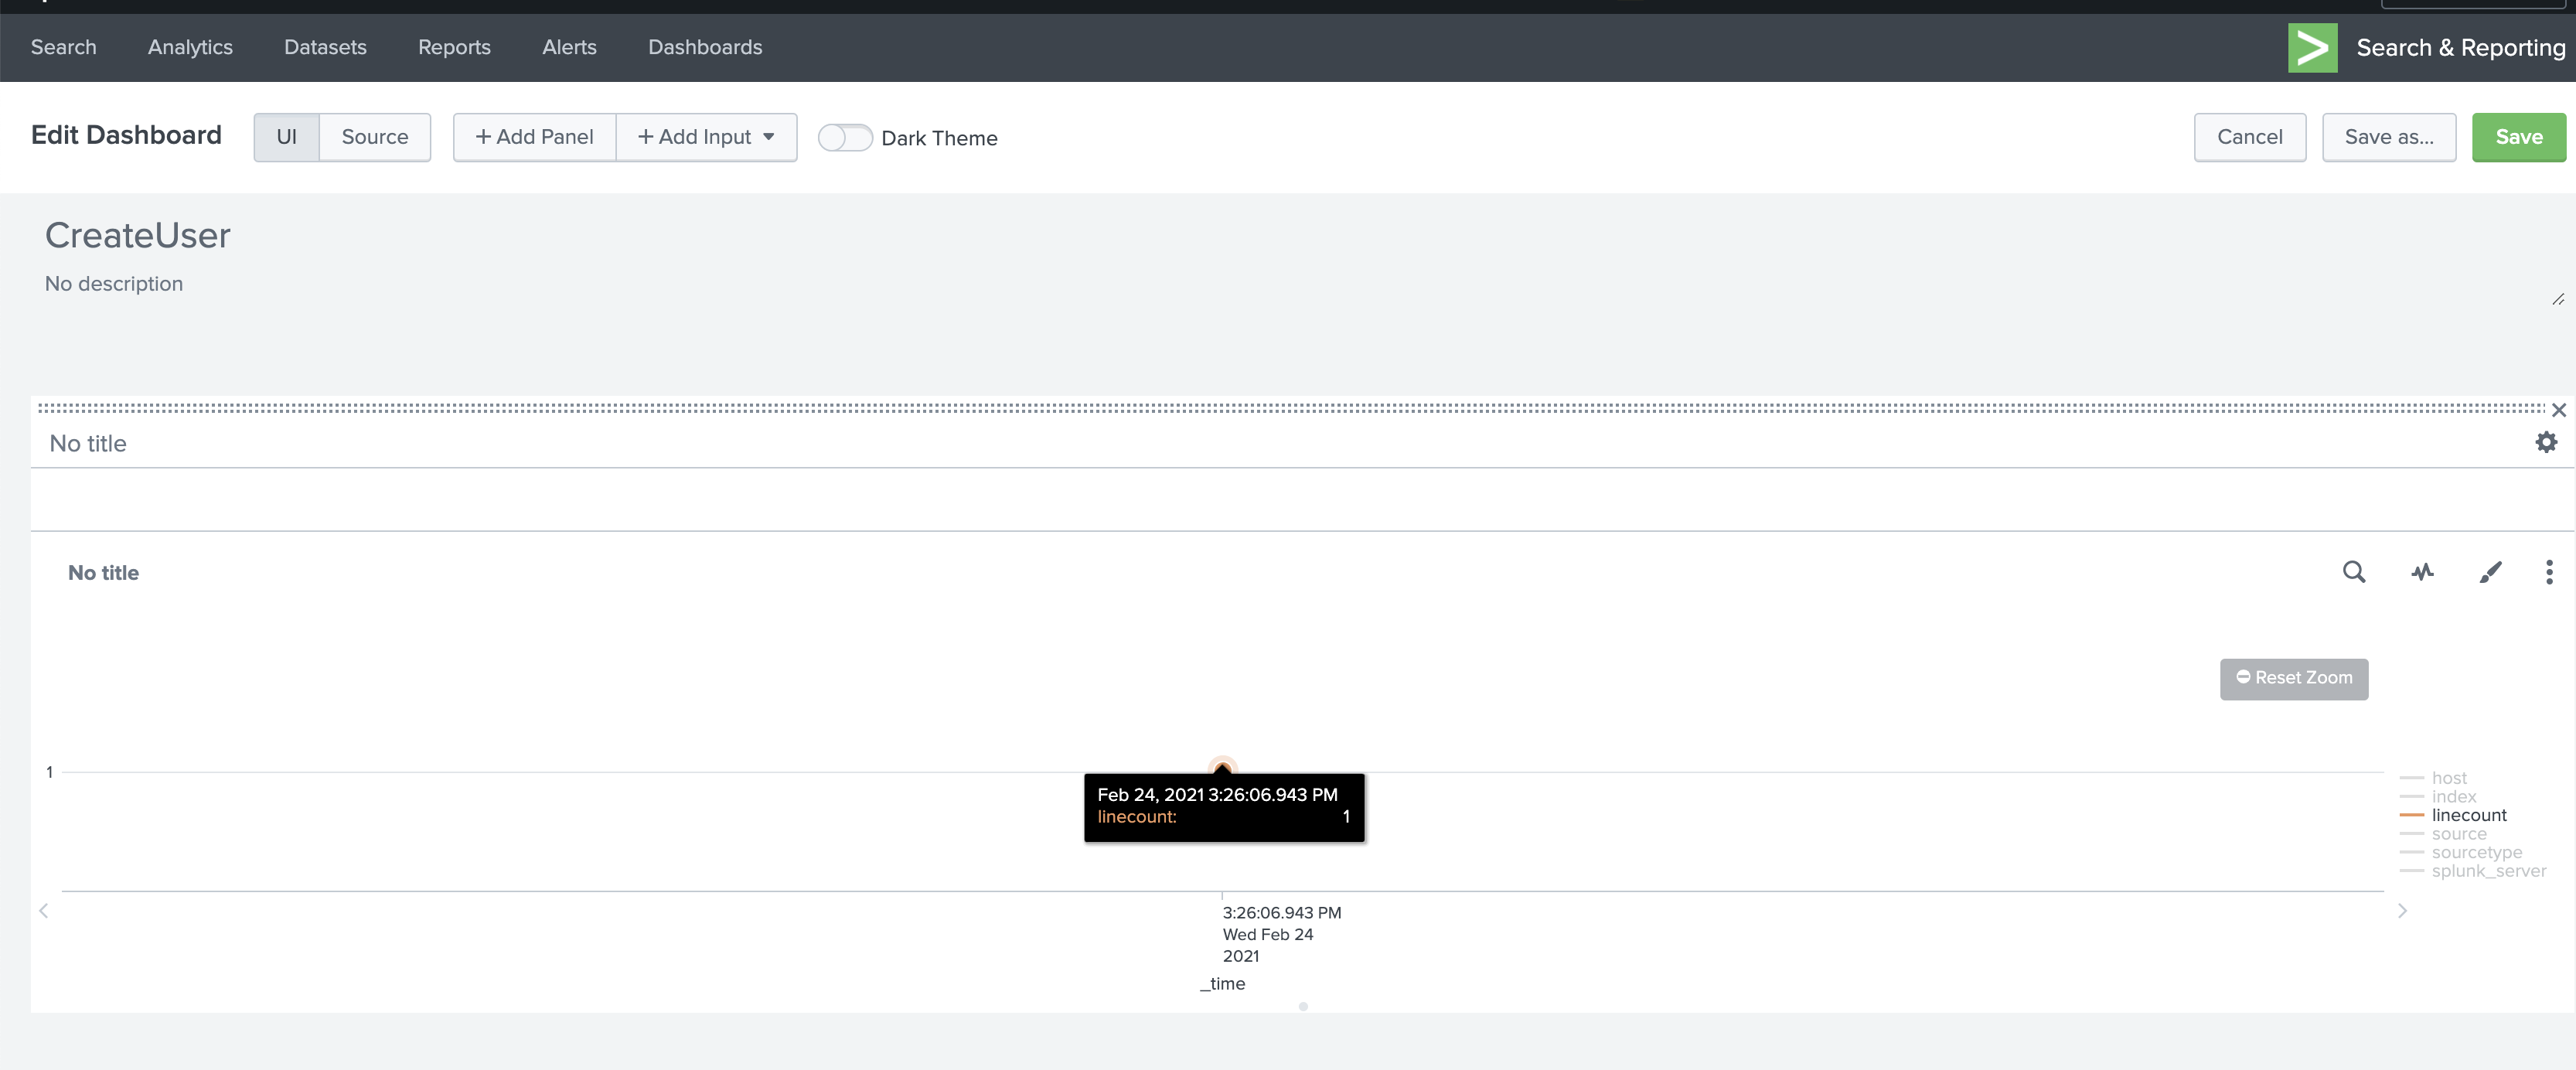 Search Analytics Datasets Reports Alerts Dashboards Search & Reporting
Edit Dashboard UI Source + Add Panel + Add Input Dark Theme Cancel Save as... Save
CreateUser
No description
No title
No title
Reset Zoom
1
Feb 24, 2021 3:26:06.943 PM
linecount: 1
host
index
linecount
source
sourcetype
splunk_server
3:26:06.943 PM
Wed Feb 24
2021
_time